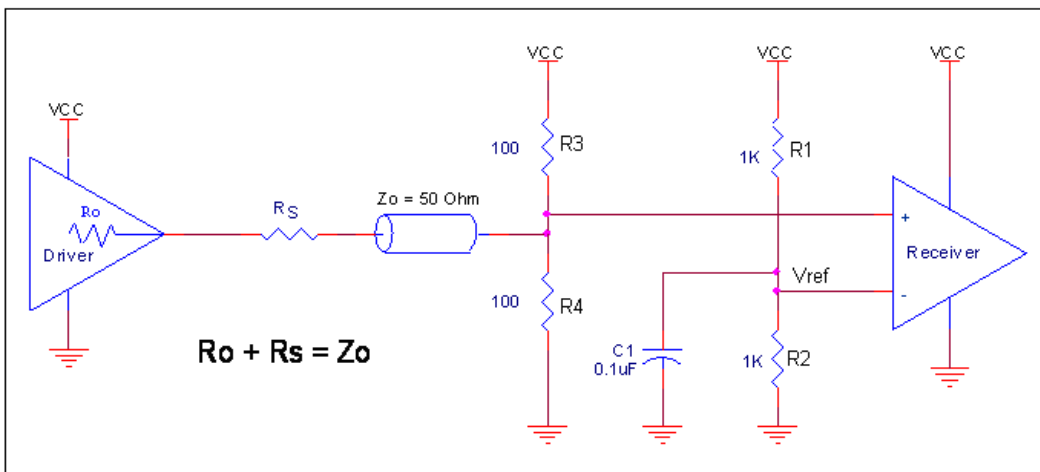 VCC
VCC
VCC
VCC
100
R3
1K
R1
Zo = 50 Ohm
Ro
RS
+
Driver
Receiver
Vref
-
100
R4
Ro + Rs = Zo
C1
0.1uF
1K
R2